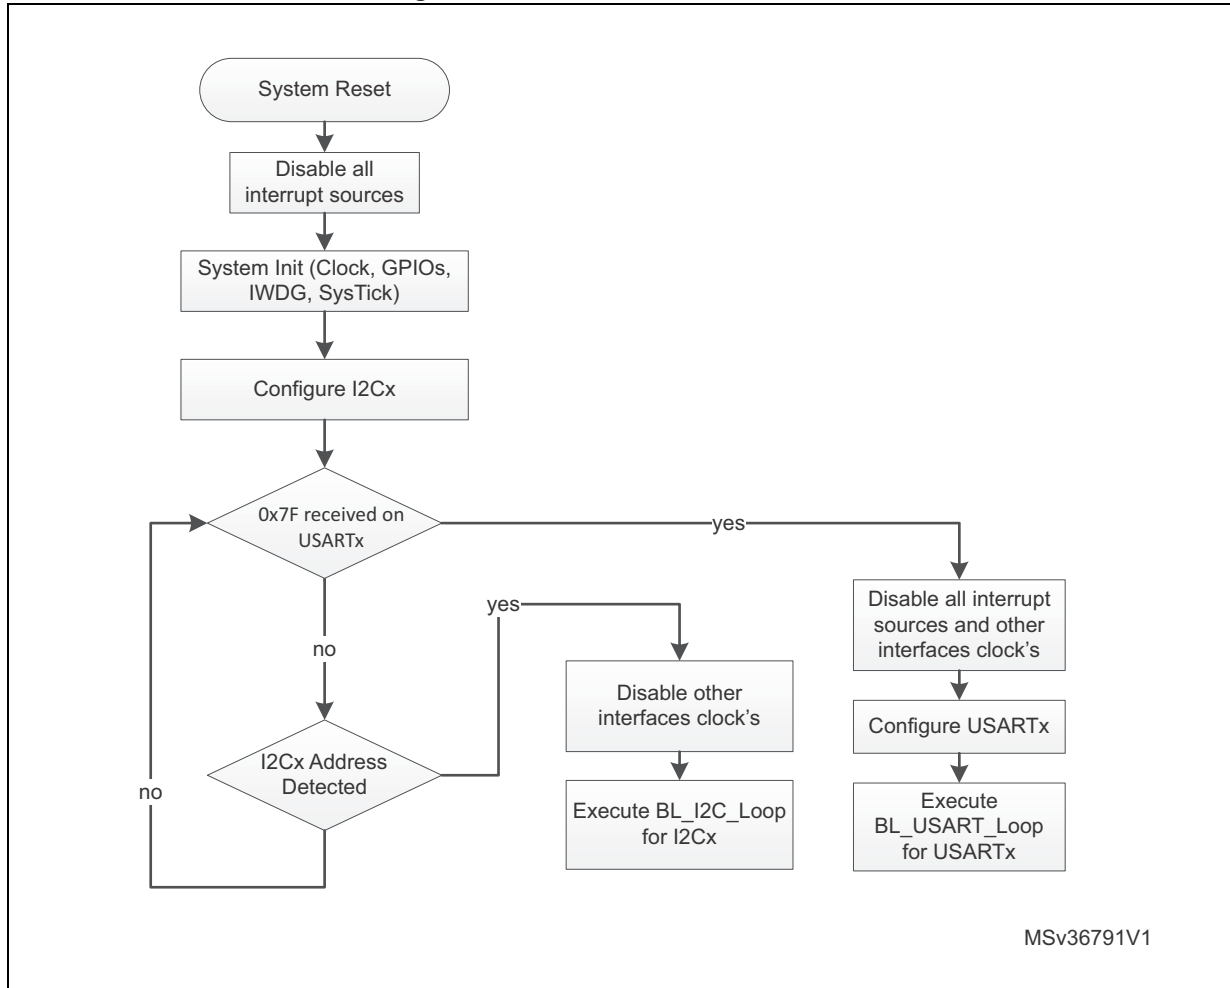 System Reset
Disable all
interrupt sources
System Init (Clock, GPIOs,
IWDG, SysTick)
Configure I2Cx
0x7F received on
USARTx
yes
no
yes
Disable all interrupt
sources and other
interfaces clock's
Disable other
interfaces clock's
Configure USARTx
I2Cx Address
Detected
no
Execute BL_I2C_Loop
for I2Cx
Execute
BL_USART_Loop
for USARTx
MSv36791V1